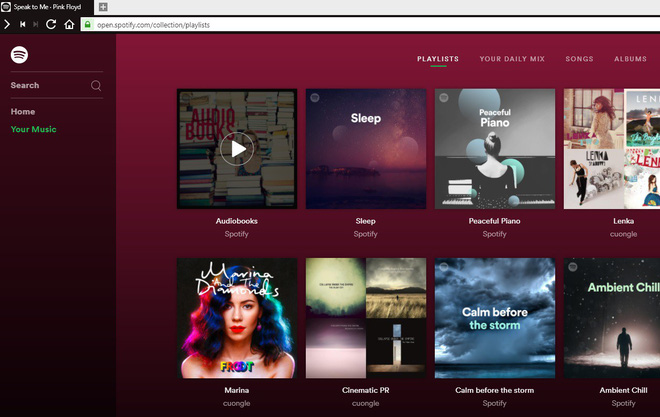 Speak to Me · Pink Floyd
open.spotify.com/collection/playlists
Search
Home
Your Music
PLAYLISTS
YOUR DAILY MIX
SONGS
ALBUMS
AUDIO
BOOKS
Sleep
Peaceful
Piano
LENKA
LENKA
Audiobooks
Sleep
Peaceful Piano
Lenka
Spotify
Spotify
Spotify
cuongle
Marina
And The
Diamonds
FROOT
Calm before
the storm
Ambient Chill
Marina
Cinematic PR
Calm before the storm
Ambient Chill
cuongle
cuongle
Spotify
Spotify